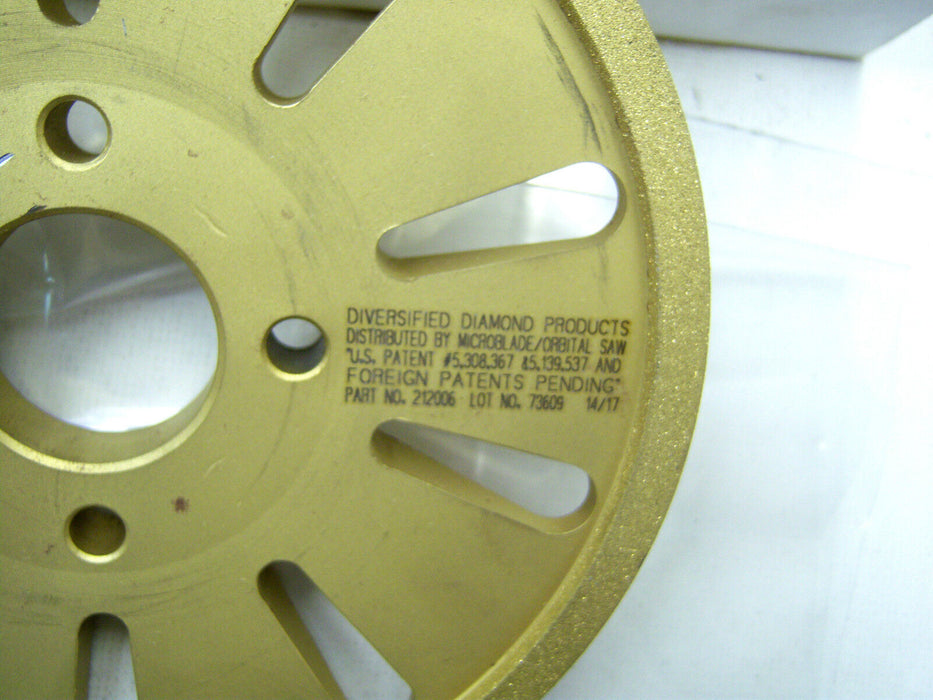 DIVERSIFIED DIAMOND PRODUCTS
DISTRIBUTED BY MICROBLADE/ORBITAL SAW
"U.S. PATENT #5,308,367 &5,139,537 AND
FOREIGN PATENTS PENDING"
PART NO. 212006 LOT NO. 73609 14/17